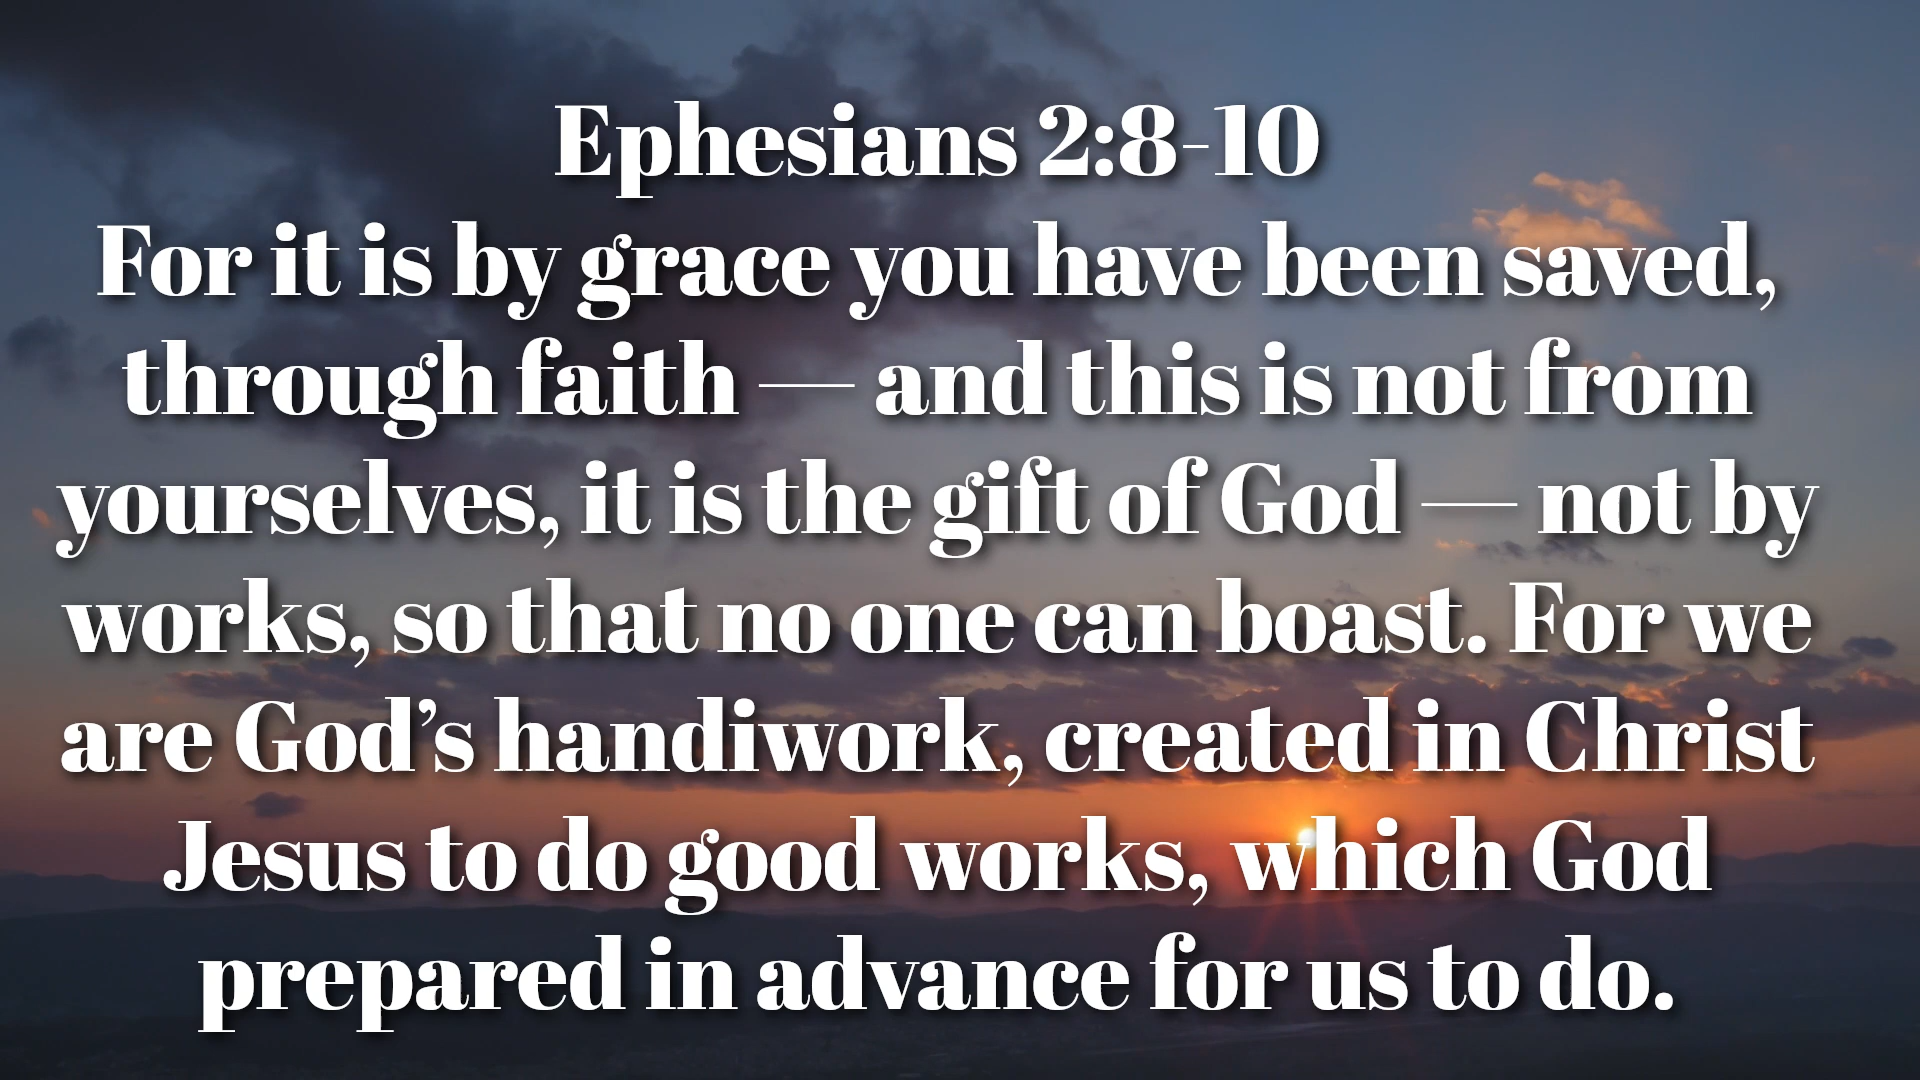 Ephesians 2:8-10
For it is by grace you have been saved,
through faith — and this is not from
yourselves, it is the gift of God — not by
works, so that no one can boast. For we
are God’s handiwork, created in Christ
Jesus to do good works, which God
prepared in advance for us to do.